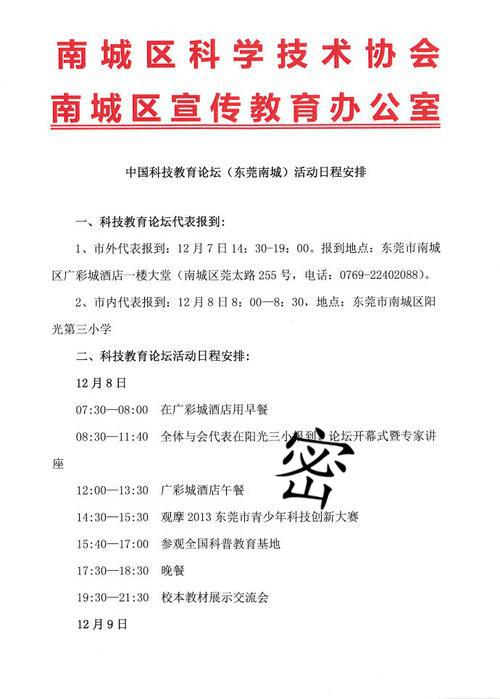 南城区科学技术协会
南城区宣传教育办公室
中国科技教育论坛（东莞南城）活动日程安排
一、科技教育论坛代表报到:
1、市外代表报到：12月7日14：30-19：00。报到地点：东莞市南城
区广彩城酒店一楼大堂（南城区莞太路255号，电话：0769-22402088）。
2、市内代表报到：12月8日8：00—8：30，地点：东莞市南城区阳
光第三小学
二、科技教育论坛活动日程安排:
12月8日
07:30—08:00 在广彩城酒店用早餐
08:30—11:40 全体与会代表在阳光三小报到，论坛开幕式暨专家讲
座
密
12:00—13:30 广彩城酒店午餐
14:30—15:30 观摩2013东莞市青少年科技创新大赛
15:40—17:00 参观全国科普教育基地
17:30—18:30 晚餐
19:30—21:30 校本教材展示交流会
12月9日